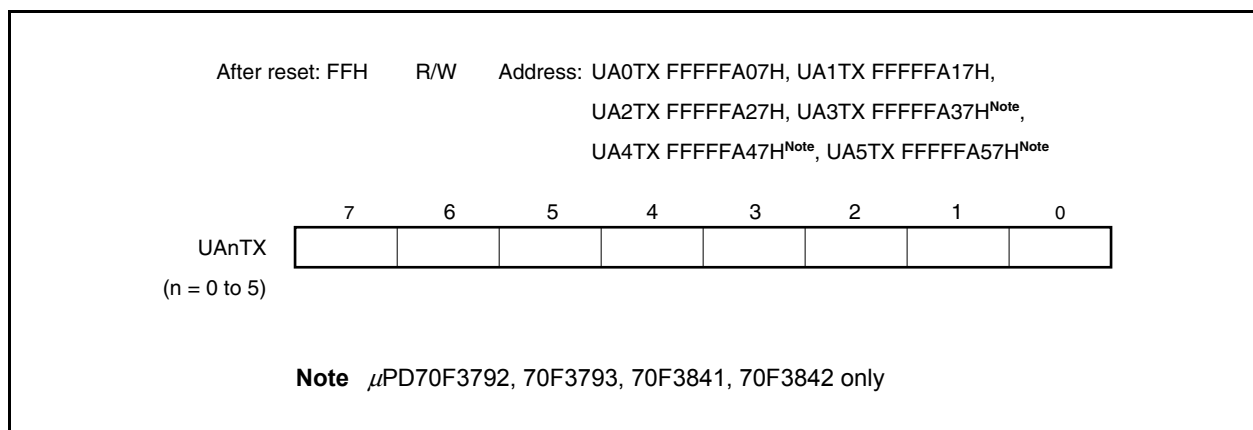 After reset: FFH R/W Address: UA0TX FFFFFA07H, UA1TX FFFFFA17H,
UA2TX FFFFFA27H, UA3TX FFFFFA37HNote,
UA4TX FFFFFA47HNote, UA5TX FFFFFA57HNote
7 6 5 4 3 2 1 0
UAnTX
(n = 0 to 5)
Note μPD70F3792, 70F3793, 70F3841, 70F3842 only